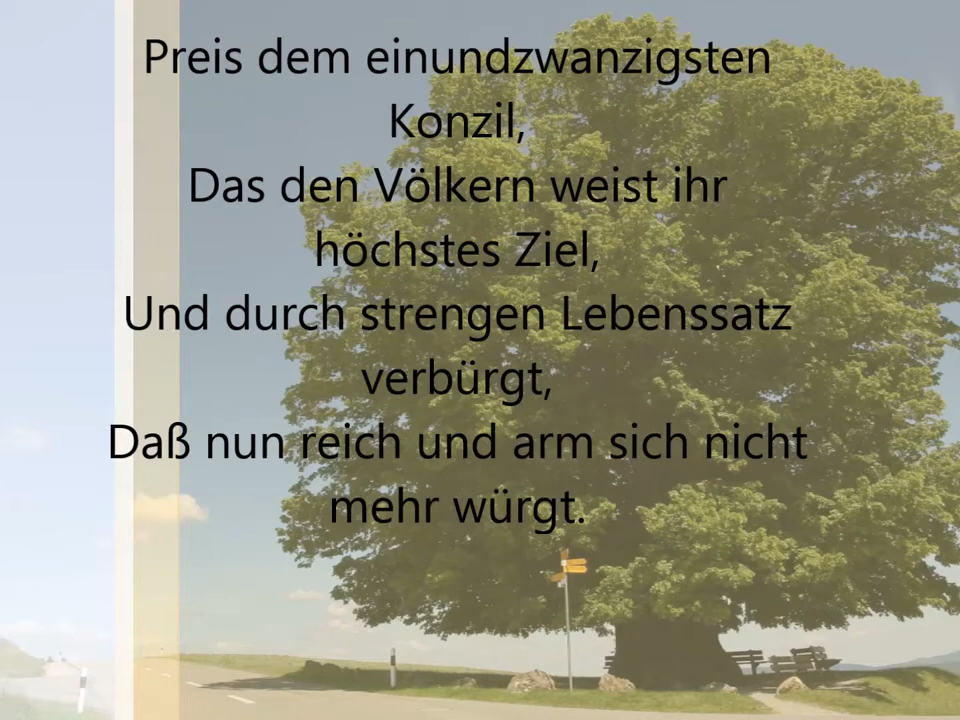 Preis dem einundzwanzigsten
Konzil,
Das den Völkern weist ihr
höchstes Ziel,
Und durch strengen Lebenssatz
verbürgt,
Daß nun reich und arm sich nicht
mehr würgt.